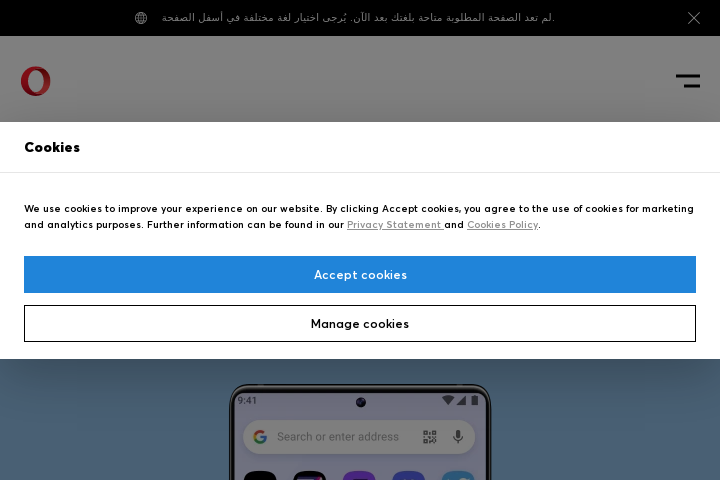 لم تعد الصفحة المطلوبة متاحة بلغتك بعد الآن. يُرجى اختيار لغة مختلفة في أسفل الصفحة.
Cookies
We use cookies to improve your experience on our website. By clicking Accept cookies, you agree to the use of cookies for marketing
and analytics purposes. Further information can be found in our Privacy Statement and Cookies Policy.
Accept cookies
Manage cookies
9:41
Search or enter address